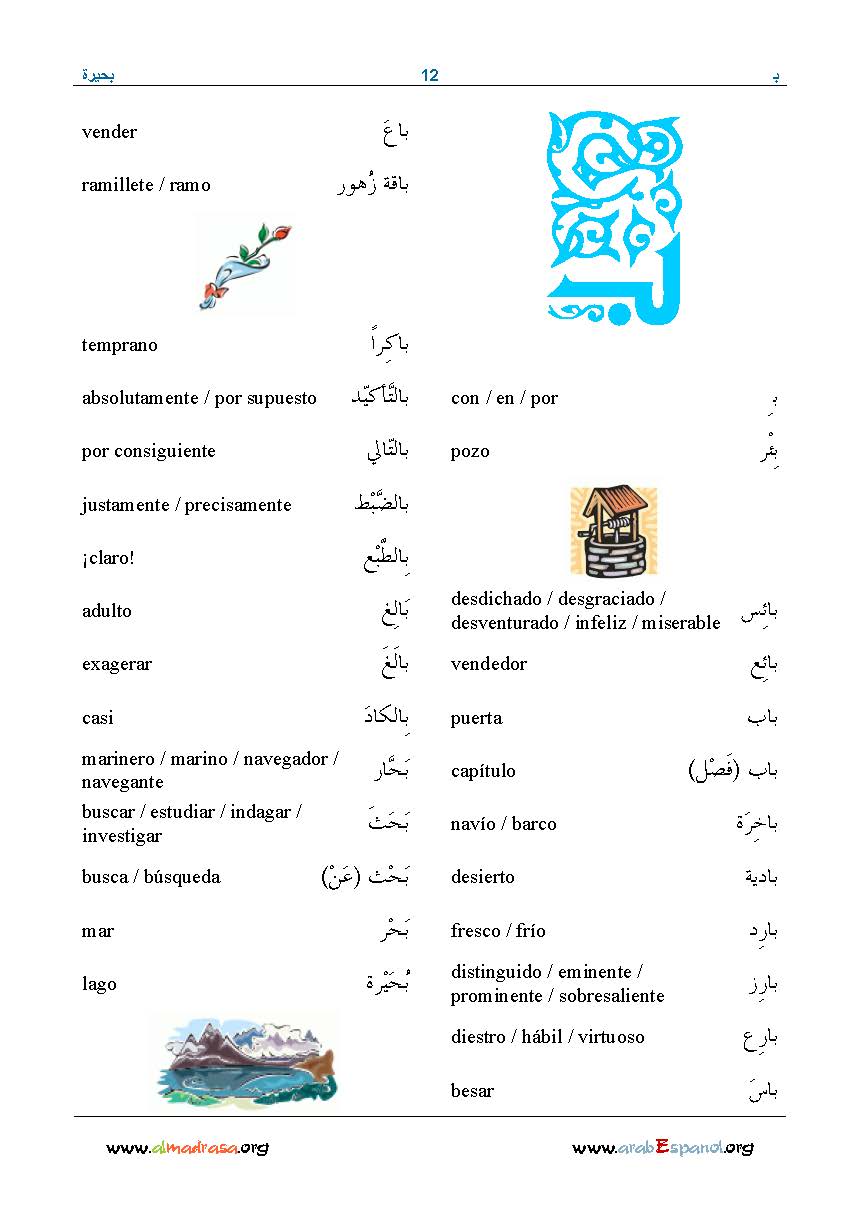 بـ 12 بحيرة
con / en / por بِـ
pozo بِئْر
desdichado / desgraciado /
desventurado / infeliz / miserable بائِس
vendedor بائِع
puerta باب
capítulo باب (فَصْل)
navío / barco باخِرَة
desierto بادية
fresco / frío بارِد
distinguido / eminente /
prominente / sobresaliente بارِز
diestro / hábil / virtuoso بارِع
besar باسَ
vender باعَ
ramillete / ramo باقة زُهور
temprano باكِراً
absolutamente / por supuesto بالتَّأكيّد
por consiguiente بالتّالي
justamente / precisamente بالضَّبْط
¡claro! بِالطَّبْع
adulto بَالِغ
exagerar بالَغَ
casi بِالكادَ
marinero / marino / navegador /
navegante بَحَّار
buscar / estudiar / indagar /
investigar بَحَثَ
busca / búsqueda بَحْث (عَنْ)
mar بَحْر
lago بُحَيْرة
www.almadrasa.org www.arabEspanol.org